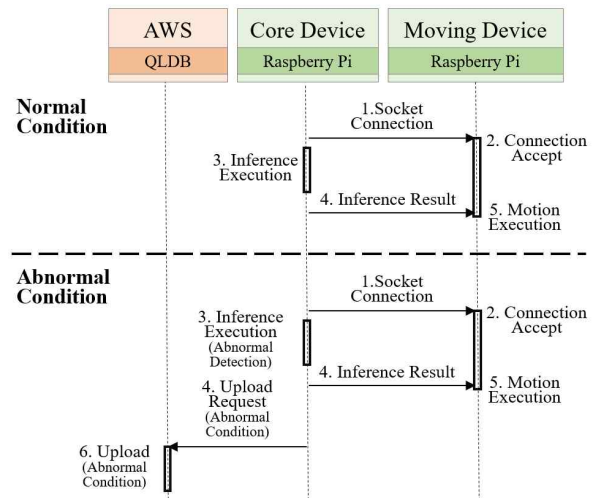 AWS
QLDB
Core Device
Raspberry Pi
Moving Device
Raspberry Pi
Normal
Condition
1.Socket
Connection
2. Connection
Accept
3. Inference
Execution
4. Inference Result
5. Motion
Execution
Abnormal
Condition
1.Socket
Connection
2. Connection
Accept
3. Inference
Execution
(Abnormal
Detection)
4. Inference Result
5. Motion
Execution
4. Upload
Request
(Abnormal
Condition)
6. Upload
(Abnormal
Condition)